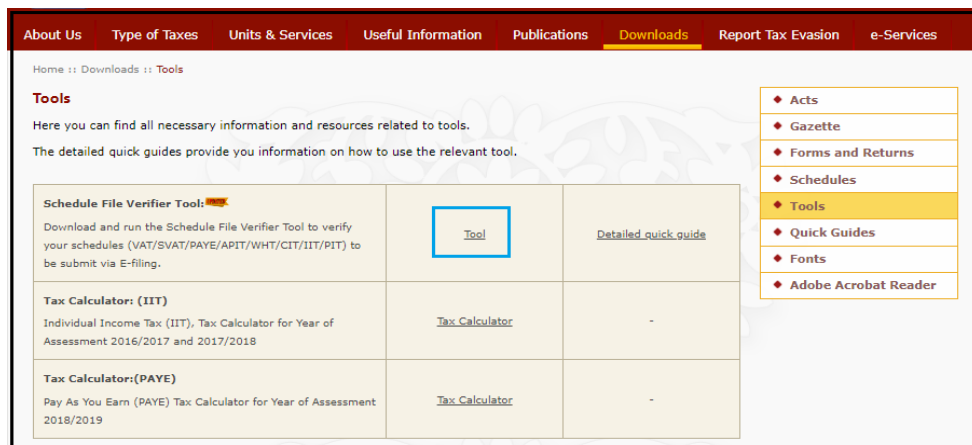 About Us Type of Taxes Units & Services Useful Information Publications Downloads Report Tax Evasion e-Services
Home :: Downloads :: Tools
Tools
Here you can find all necessary information and resources related to tools.
The detailed quick guides provide you information on how to use the relevant tool.
Schedule File Verifier Tool:
Download and run the Schedule File Verifier Tool to verify
your schedules (VAT/SVAT/PAYE/APIT/WHT/CIT/IIT/PIT) to
be submit via E-filing.
Tool
Detailed quick guide
Tax Calculator: (IIT)
Individual Income Tax (IIT), Tax Calculator for Year of
Assessment 2016/2017 and 2017/2018
Tax Calculator
-
Tax Calculator:(PAYE)
Pay As You Earn (PAYE) Tax Calculator for Year of Assessment
2018/2019
Tax Calculator
-
Acts
Gazette
Forms and Returns
Schedules
Tools
Quick Guides
Fonts
Adobe Acrobat Reader